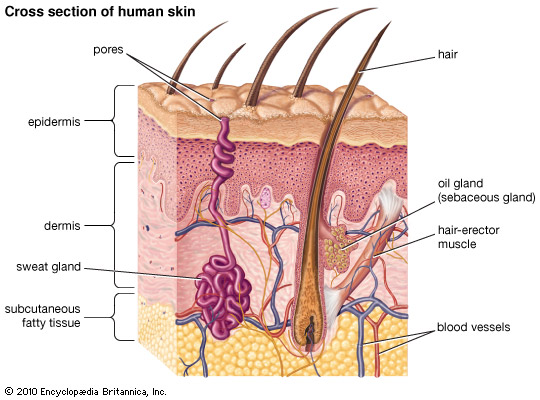 Cross section of human skin
pores
hair
epidermis
oil gland
(sebaceous gland)
dermis
hair-erector
muscle
sweat gland
subcutaneous
fatty tissue
blood vessels
© 2010 Encyclopædia Britannica, Inc.